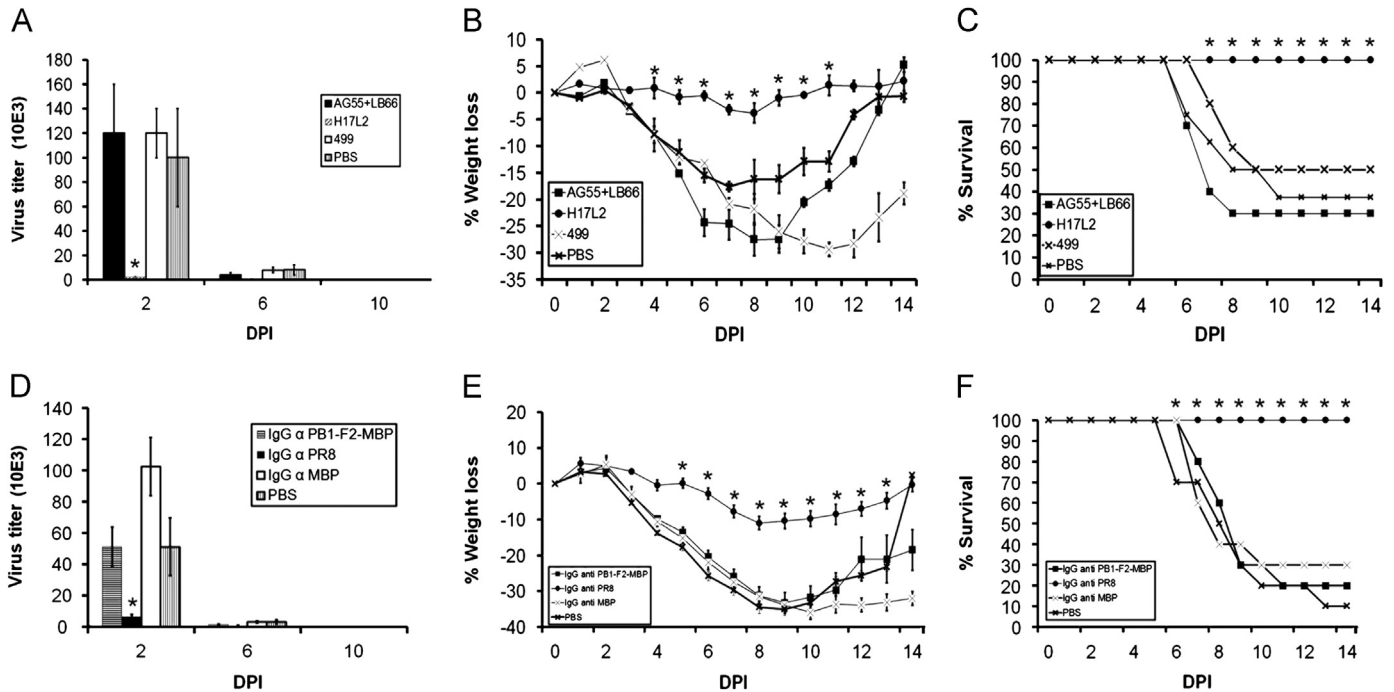 A
Virus titer (10E3)
180
160
140
120
100
80
60
40
20
0
AG55+LB66
H17L2
499
PBS
*
2 6 10
DPI
B
% Weight loss
10
5
0
-5
-10
-15
-20
-25
-30
-35
* * * * * * * *
AG55+LB66
H17L2
499
PBS
0 2 4 6 8 10 12 14
DPI
C
% Survival
* * * * * * * *
100
90
80
70
60
50
40
30
20
10
0
AG55+LB66
H17L2
499
PBS
0 2 4 6 8 10 12 14
DPI
D
Virus titer (10E3)
140
120
100
80
60
40
20
0
IgG α PB1-F2-MBP
IgG α PR8
IgG α MBP
PBS
*
2 6 10
DPI
E
% Weight loss
20
10
0
-10
-20
-30
-40
* * * * * * * * *
IgG anti PB1-F2-MBP
IgG anti PR8
IgG anti MBP
PBS
0 2 4 6 8 10 12 14
DPI
F
% Survival
* * * * * * * * *
100
90
80
70
60
50
40
30
20
10
0
IgG anti PB1-F2-MBP
IgG anti PR8
IgG anti MBP
PBS
0 2 4 6 8 10 12 14
DPI